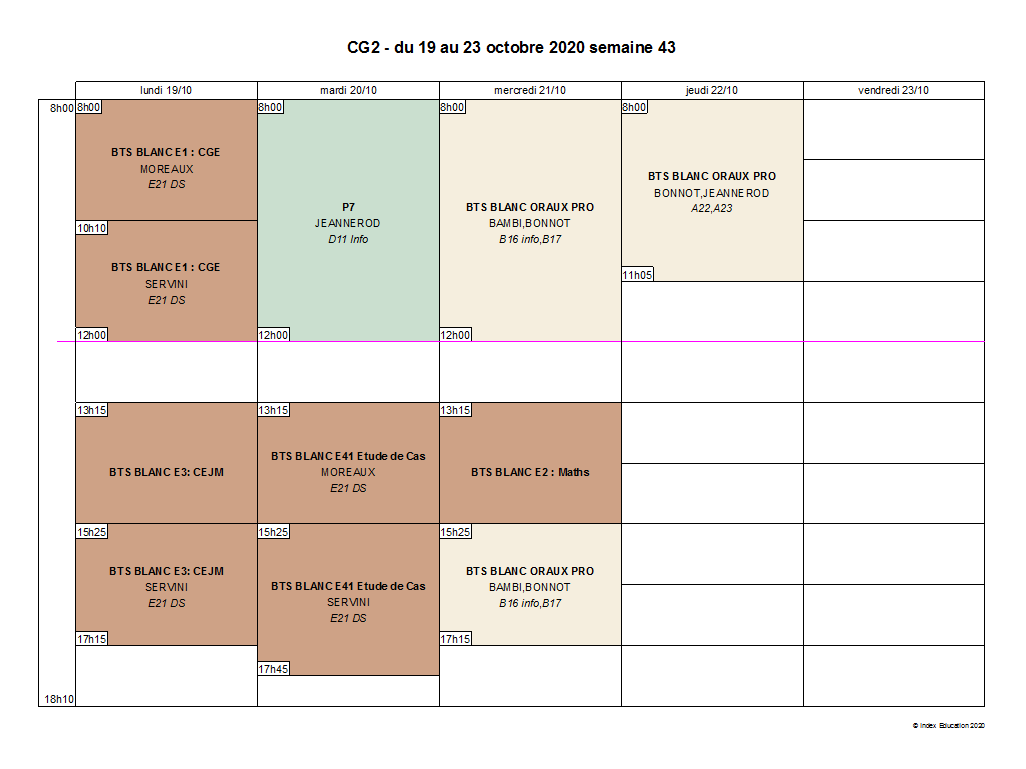 CG2 - du 19 au 23 octobre 2020 semaine 43
lundi 19/10
mardi 20/10
mercredi 21/10
jeudi 22/10
vendredi 23/10
8h00
8h00
BTS BLANC E1 : CGE
MOREAUX
E21 DS
10h10
BTS BLANC E1 : CGE
SERVINI
E21 DS
12h00
13h15
BTS BLANC E3: CEJM
15h25
BTS BLANC E3: CEJM
SERVINI
E21 DS
17h15
18h10
8h00
P7
JEANNEROD
D11 Info
12h00
13h15
BTS BLANC E41 Etude de Cas
MOREAUX
E21 DS
15h25
BTS BLANC E41 Etude de Cas
SERVINI
E21 DS
17h45
8h00
BTS BLANC ORAUX PRO
BAMBI,BONNOT
B16 info,B17
12h00
13h15
BTS BLANC E2 : Maths
15h25
BTS BLANC ORAUX PRO
BAMBI,BONNOT
B16 info,B17
17h15
8h00
BTS BLANC ORAUX PRO
BONNOT,JEANNEROD
A22,A23
11h05
© Index Education 2020